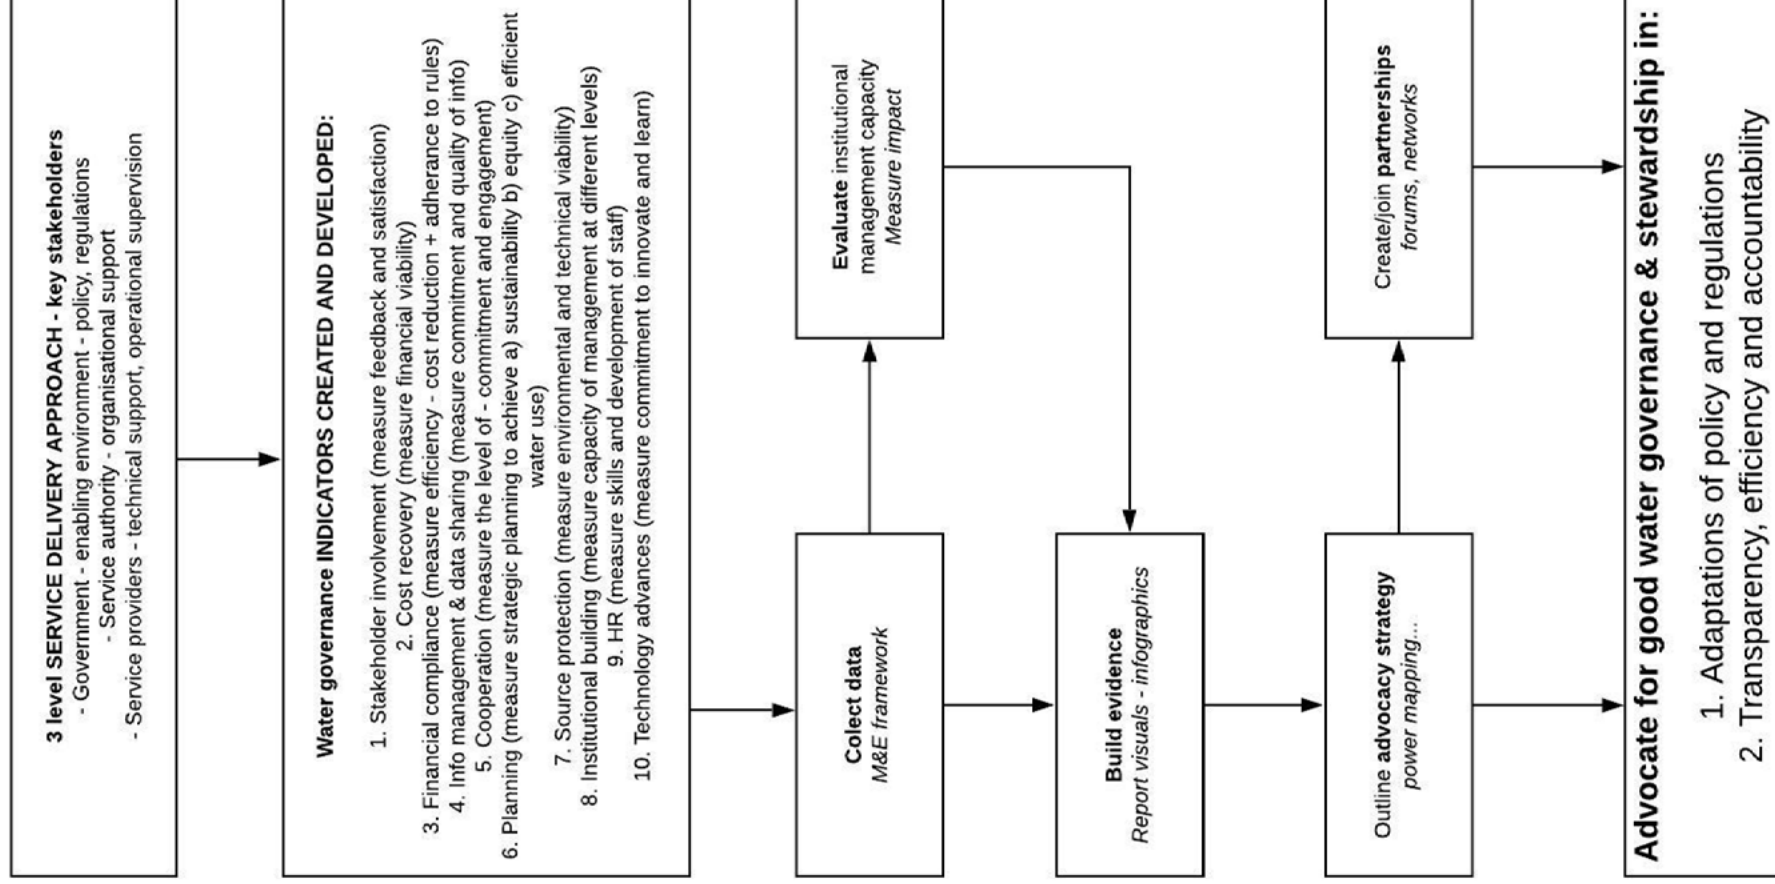 3 level SERVICE DELIVERY APPROACH - key stakeholders
- Government - enabling environment - policy, regulations
- Service authority - organisational support
- Service providers - technical support, operational supervision
Water governance INDICATORS CREATED AND DEVELOPED:
1. Stakeholder involvement (measure feedback and satisfaction)
2. Cost recovery (measure financial viability)
3. Financial compliance (measure efficiency - cost reduction + adherance to rules)
4. Info management & data sharing (measure commitment and quality of info)
5. Cooperation (measure the level of - commitment and engagement)
6. Planning (measure strategic planning to achieve a) sustainability b) equity c) efficient
water use)
7. Source protection (measure environmental and technical viability)
8. Institutional building (measure capacity of management at different levels)
9. HR (measure skills and development of staff)
10. Technology advances (measure commitment to innovate and learn)
Colect data
M&E framework
Evaluate institutional
management capacity
Measure impact
Build evidence
Report visuals - infographics
Outline advocacy strategy
power mapping...
Create/join partnerships
forums, networks
Advocate for good water governance & stewardship in:
1. Adaptations of policy and regulations
2. Transparency, efficiency and accountability